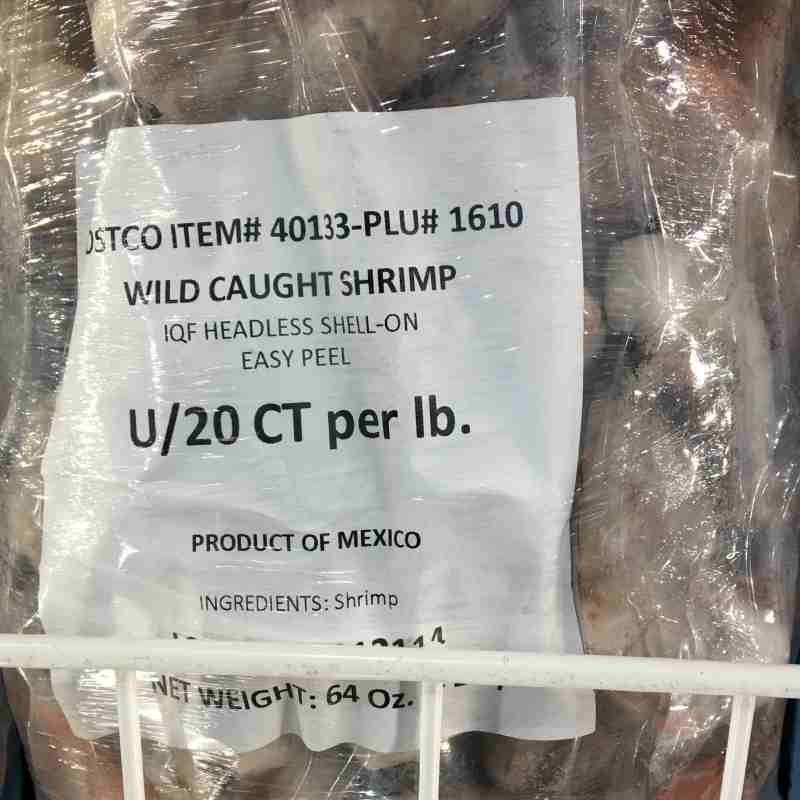 OSTCO ITEM# 40133-PLU# 1610
WILD CAUGHT SHRIMP
IQF HEADLESS SHELL-ON
EASY PEEL
U/20 CT per lb.
PRODUCT OF MEXICO
INGREDIENTS: Shrimp
NET WEIGHT: 64 Oz.